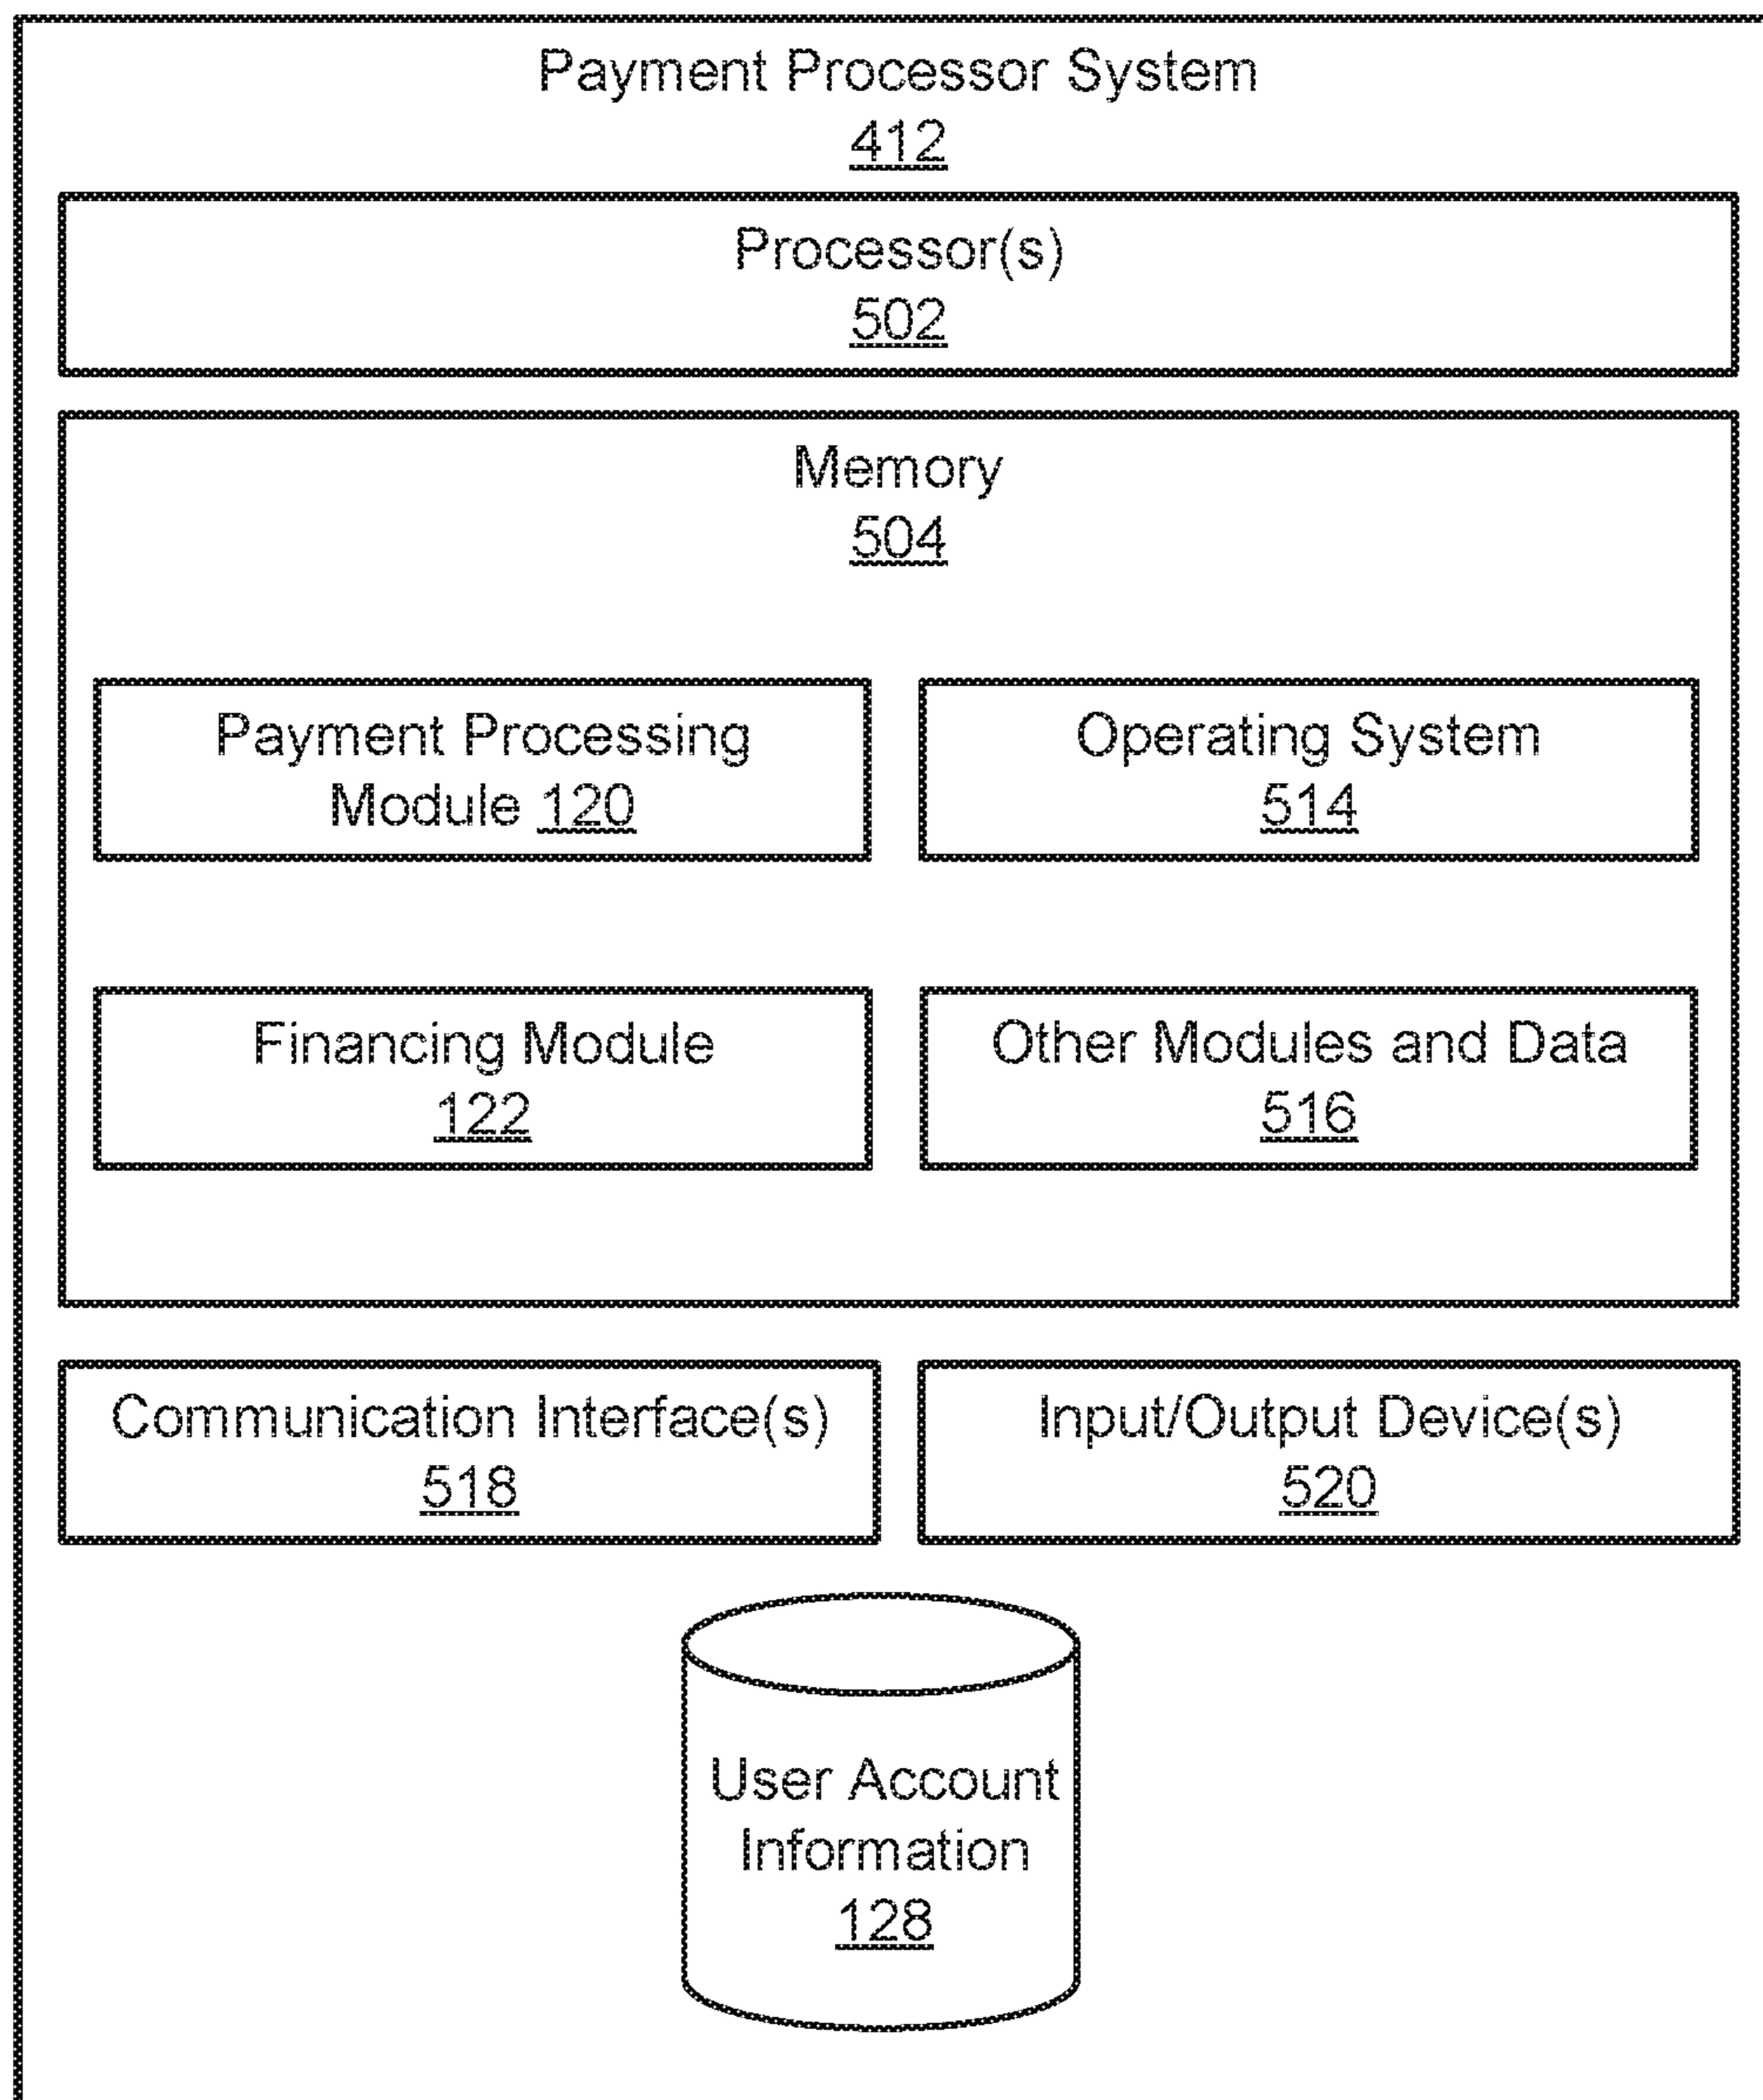 Payment Processor System
412
Processor(s)
502
Memory
504
Payment Processing
Module 120
Operating System
514
Financing Module
122
Other Modules and Data
516
Communication Interface(s)
518
Input/Output Device(s)
520
User Account
Information
128